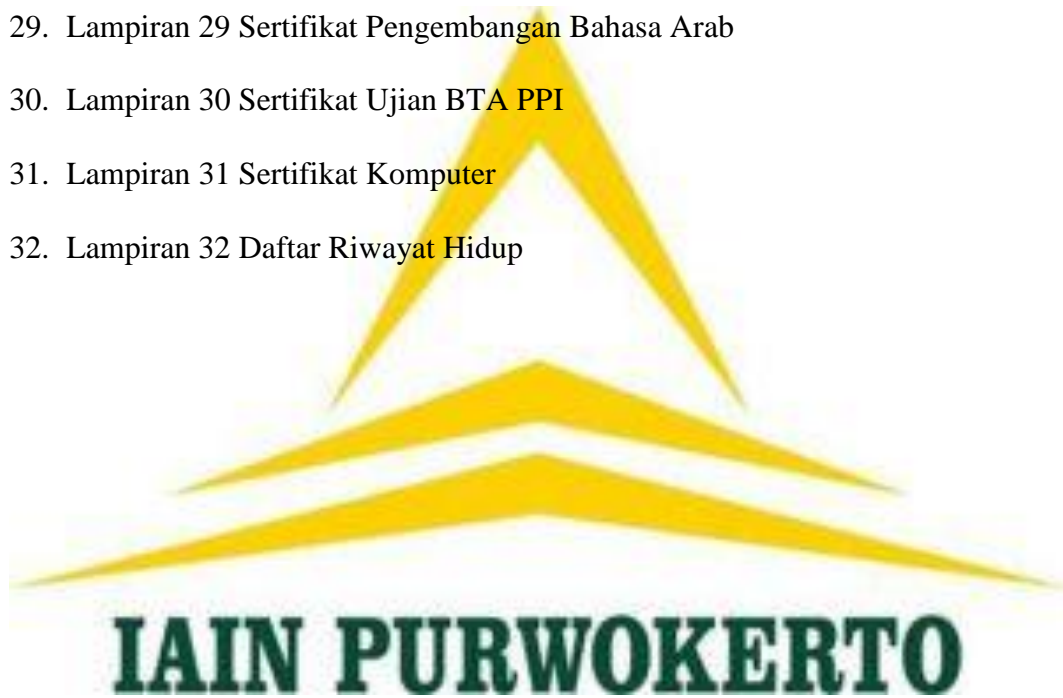 29. Lampiran 29 Sertifikat Pengembangan Bahasa Arab
30. Lampiran 30 Sertifikat Ujian BTA PPI
31. Lampiran 31 Sertifikat Komputer
32. Lampiran 32 Daftar Riwayat Hidup
IAIN PURWOKERTO